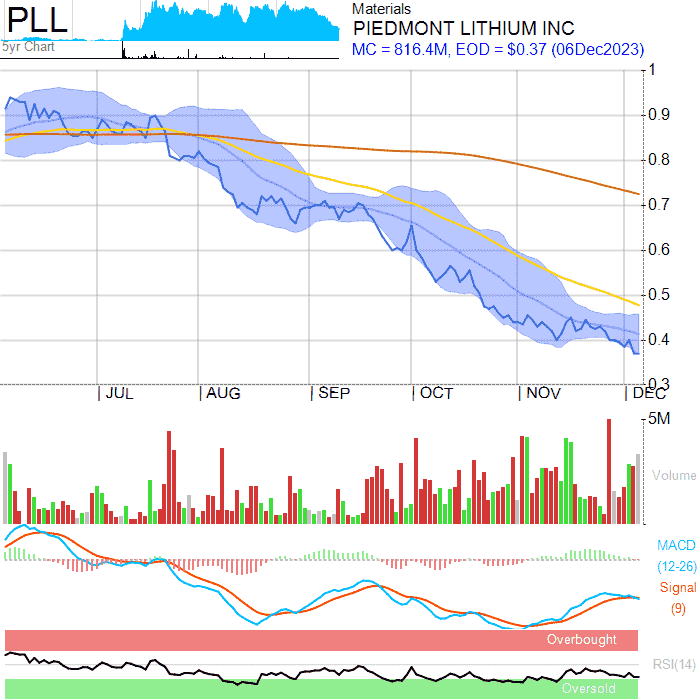 PLL
5yr Chart
Materials
PIEDMONT LITHIUM INC
MC = 816.4M, EOD = $0.37 (06Dec2023)
1
0.9
0.8
0.7
0.6
0.5
0.4
0.3
JUL
AUG
SEP
OCT
NOV
DEC
5M
Volume
MACD
(12-26)
Signal
(9)
Overbought
RSI(14)
Oversold